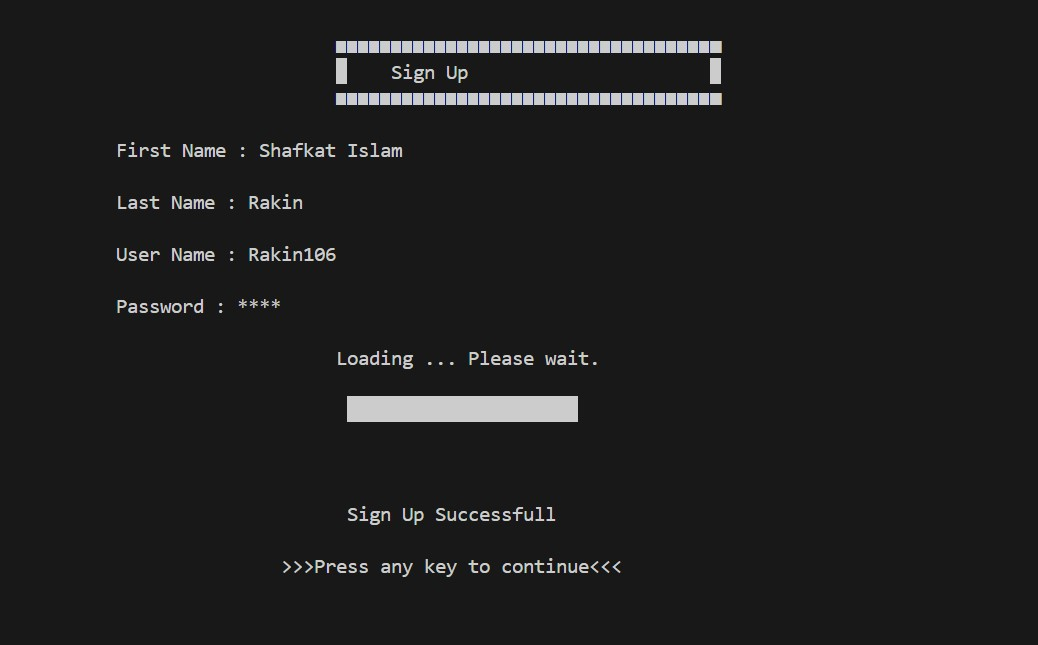 Sign Up
First Name : Shafkat Islam
Last Name : Rakin
User Name : Rakin106
Password : ****
Loading ... Please wait.
Sign Up Successfull
>>>Press any key to continue<<<